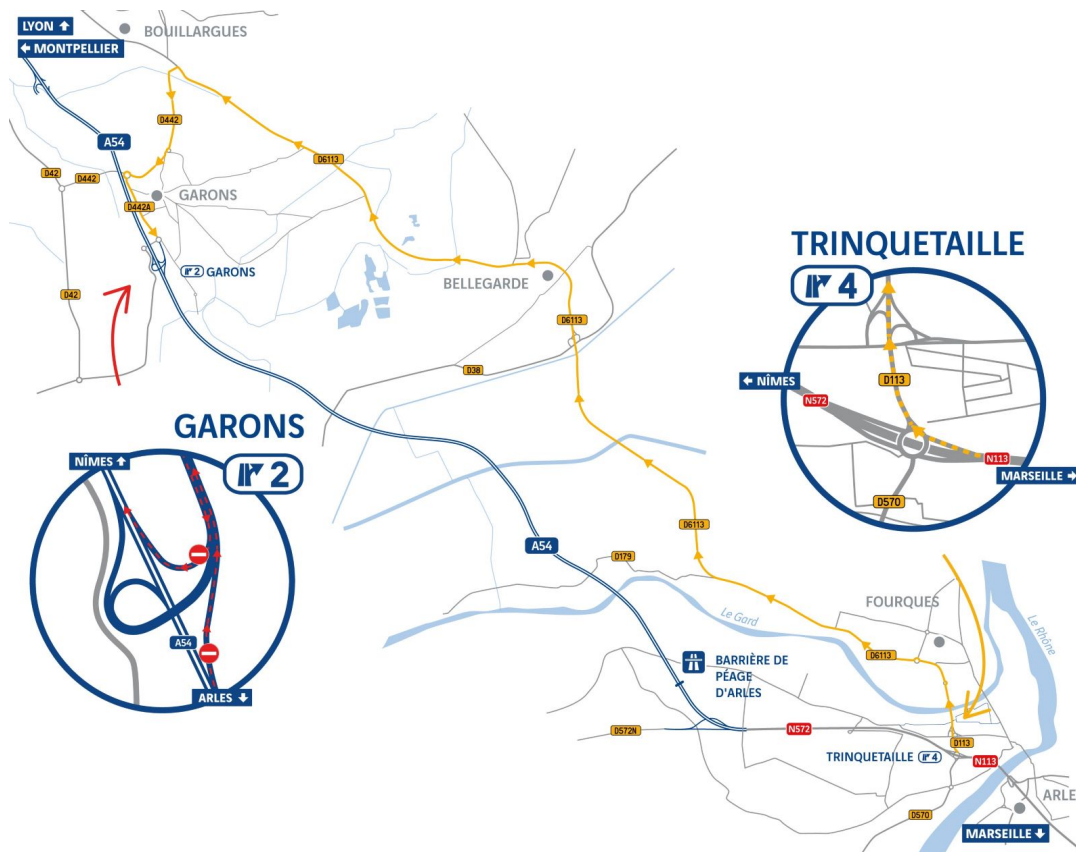 LYON
MONTPELLIER
BOUILLARGUES
A54
D442
D6113
D42
D442
GARONS
D442A
2 GARONS
BELLEGARDE
D42
D6113
D38
TRINQUETAILLE
4
D113
NÎMES
N572
N113
MARSEILLE
D570
GARONS
2
NÎMES
A54
ARLES
D6113
A54
D179
Le Gard
FOURQUES
Le Rhône
D6113
BARRIÈRE DE
PÉAGE
D'ARLES
D572N
N572
D113
TRINQUETAILLE 4
N113
ARLE
D570
MARSEILLE